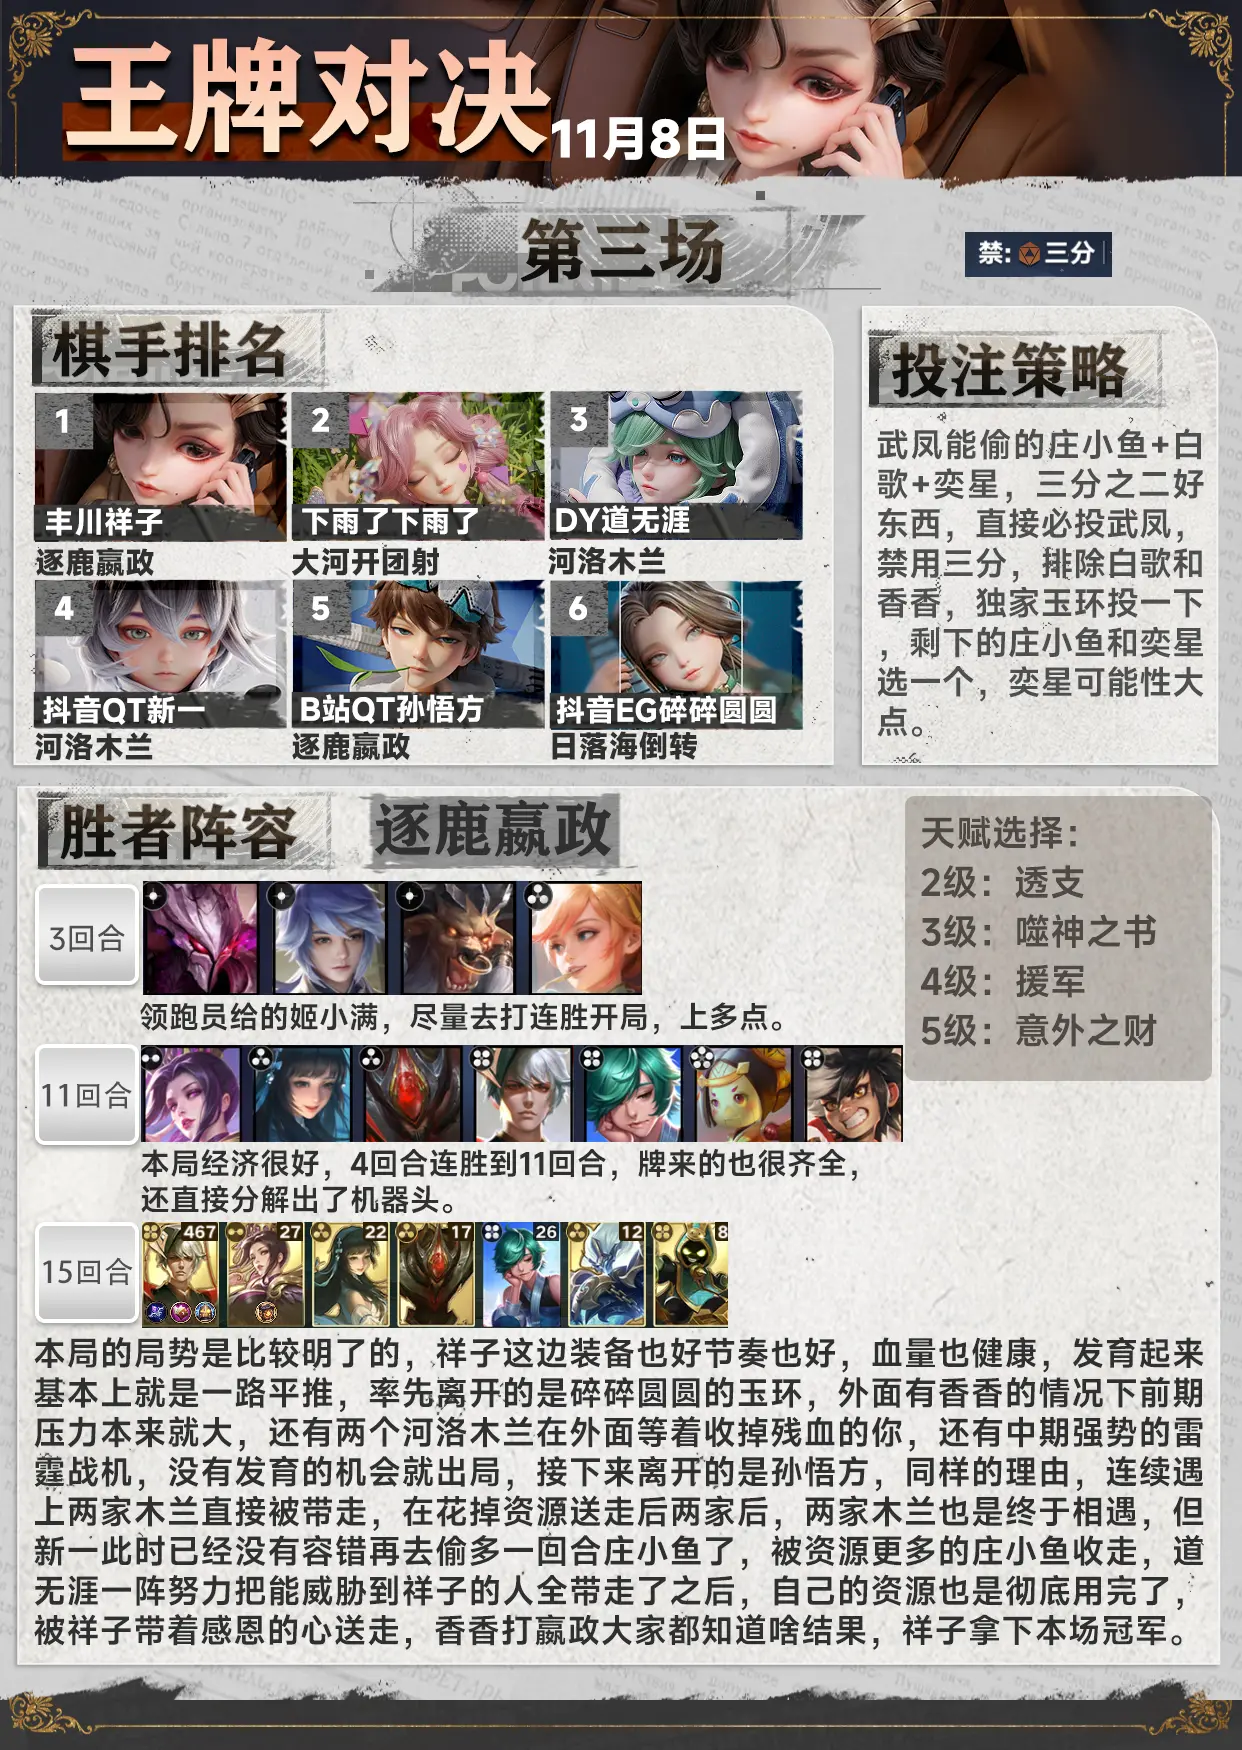 王牌对决11月8日
第三场
禁:三分
棋手排名
1
丰川祥子
逐鹿嬴政
2
下雨了下雨了
大河开团射
3
DY道无涯
河洛木兰
4
抖音QT新一
河洛木兰
5
B站QT孙悟方
逐鹿嬴政
6
抖音EG碎碎圆圆
日落海倒转
投注策略
武凤能偷的庄小鱼+白
歌+奕星，三分之二好
东西，直接必投武凤，
禁用三分，排除白歌和
香香，独家玉环投一下
，剩下的庄小鱼和奕星
选一个，奕星可能性大
点。
胜者阵容
逐鹿嬴政
天赋选择：
2级：透支
3级：噬神之书
4级：援军
5级：意外之财
3回合
领跑员给的姬小满，尽量去打连胜开局，上多点。
11回合
本局经济很好，4回合连胜到11回合，牌来的也很齐全，
还直接分解出了机器头。
15回合
467 27 22 17 26 12 8
本局的局势是比较明了的，祥子这边装备也好节奏也好，血量也健康，发育起来
基本上就是一路平推，率先离开的是碎碎圆圆的玉环，外面有香香的情况下前期
压力本来就大，还有两个河洛木兰在外面等着收掉残血的你，还有中期强势的雷
霆战机，没有发育的机会就出局，接下来离开的是孙悟方，同样的理由，连续遇
上两家木兰直接被带走，在花掉资源送走后两家后，两家木兰也是终于相遇，但
新一此时已经没有容错再去偷多一回合庄小鱼了，被资源更多的庄小鱼收走，道
无涯一阵努力把能威胁到祥子的人全带走了之后，自己的资源也是彻底用完了，
被祥子带着感恩的心送走，香香打嬴政大家都知道啥结果，祥子拿下本场冠军。